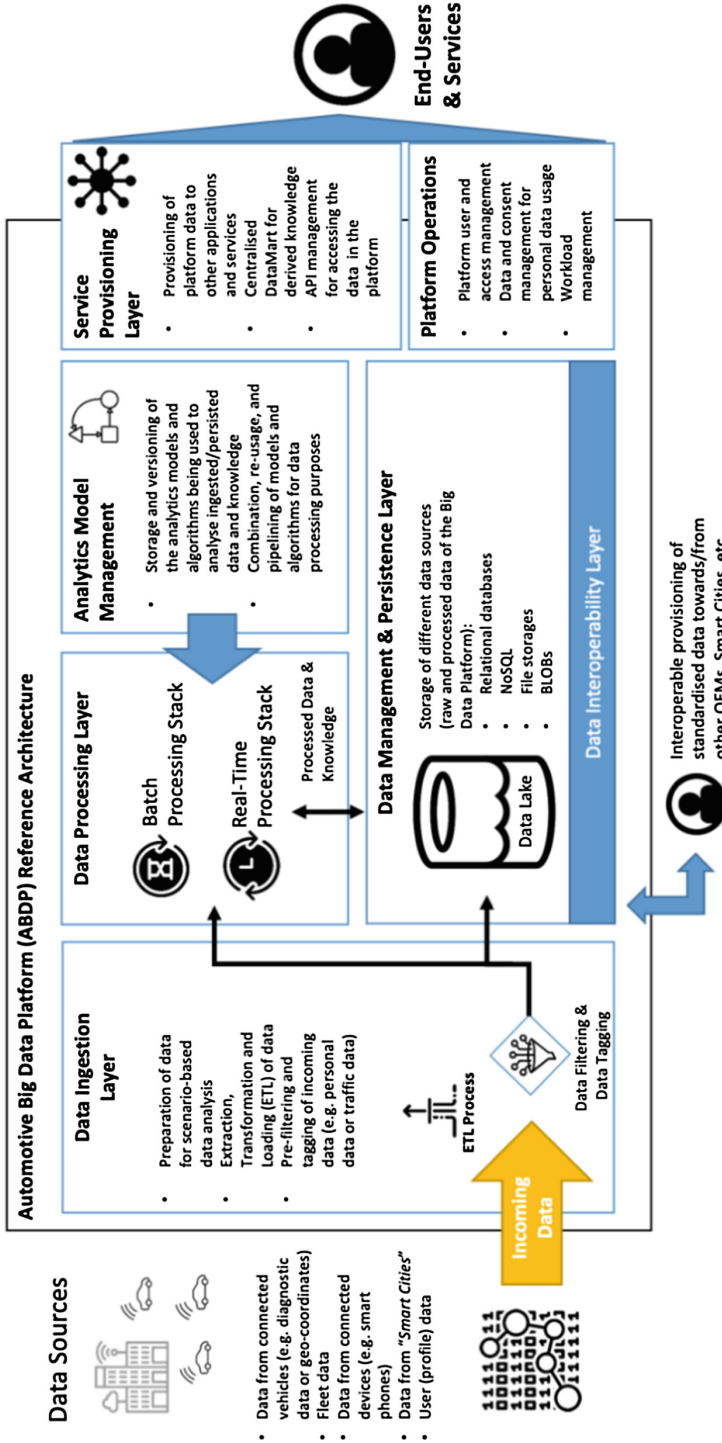 Data Sources
• Data from connected
vehicles (e.g. diagnostic
data or geo-coordinates)
• Fleet data
• Data from connected
devices (e.g. smart
phones)
• Data from "Smart Cities"
• User (profile) data
Incoming
Data
Automotive Big Data Platform (ABDP) Reference Architecture
Data Ingestion
Layer
• Preparation of data
for scenario-based
data analysis
• Extraction,
Transformation and
Loading (ETL) of data
• Pre-filtering and
tagging of incoming
data (e.g. personal
data or traffic data)
ETL Process
Data Filtering &
Data Tagging
Data Processing Layer
Batch
Processing Stack
Real-Time
Processing Stack
Processed Data &
Knowledge
Analytics Model
Management
• Storage and versioning of
the analytics models and
algorithms being used to
analyse ingested/persisted
data and knowledge
• Combination, re-usage, and
pipelining of models and
algorithms for data
processing purposes
Data Management & Persistence Layer
Data Lake
Storage of different data sources
(raw and processed data of the Big
Data Platform):
• Relational databases
• NoSQL
• File storages
• BLOBs
Data Interoperability Layer
Interoperable provisioning of
standardised data towards/from
other OEMs, Smart Cities, etc.
Service
Provisioning
Layer
• Provisioning of
platform data to
other applications
and services
• Centralised
DataMart for
derived knowledge
• API management
for accessing the
data in the
platform
Platform Operations
• Platform user and
access management
• Data and consent
management for
personal data usage
• Workload
management
End-Users
& Services